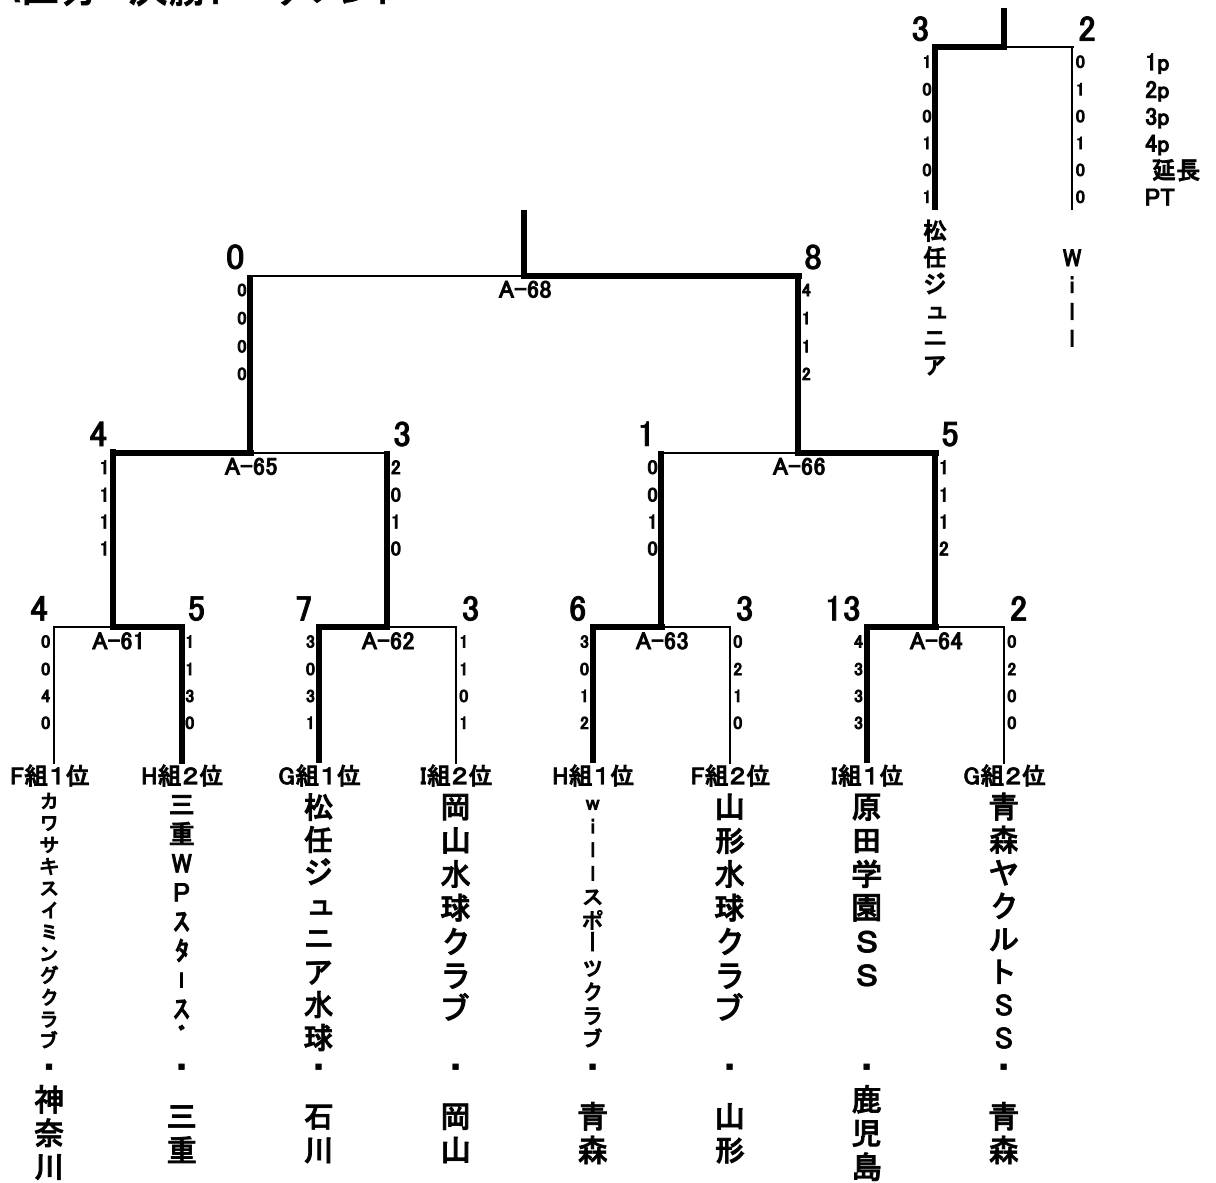 3 2
1 0 1p
0 1 2p
0 0 3p
1 1 4p
0 0 延長
1 0 PT
松任ジュニア
Will
0 8
A-68
0 4
0 1
0 1
0 2
4 3
A-65
1 2
1 0
1 1
1 0
1 5
A-66
0 1
0 1
1 1
0 2
4 5 7 3 6 3 13 2
A-61 A-62 A-63 A-64
0 1 3 1 3 0 4 0
0 1 0 1 0 2 3 2
4 3 3 0 1 1 3 0
0 0 1 1 2 0 3 0
F組1位 H組2位 G組1位 I組2位 H組1位 F組2位 I組1位 G組2位
カワサキスイミングクラブ・神奈川
三重WPスターズ・三重
松任ジュニア水球・石川
岡山水球クラブ・岡山
willスポーツクラブ・青森
山形水球クラブ・山形
原田学園SS・鹿児島
青森ヤクルトSS・青森